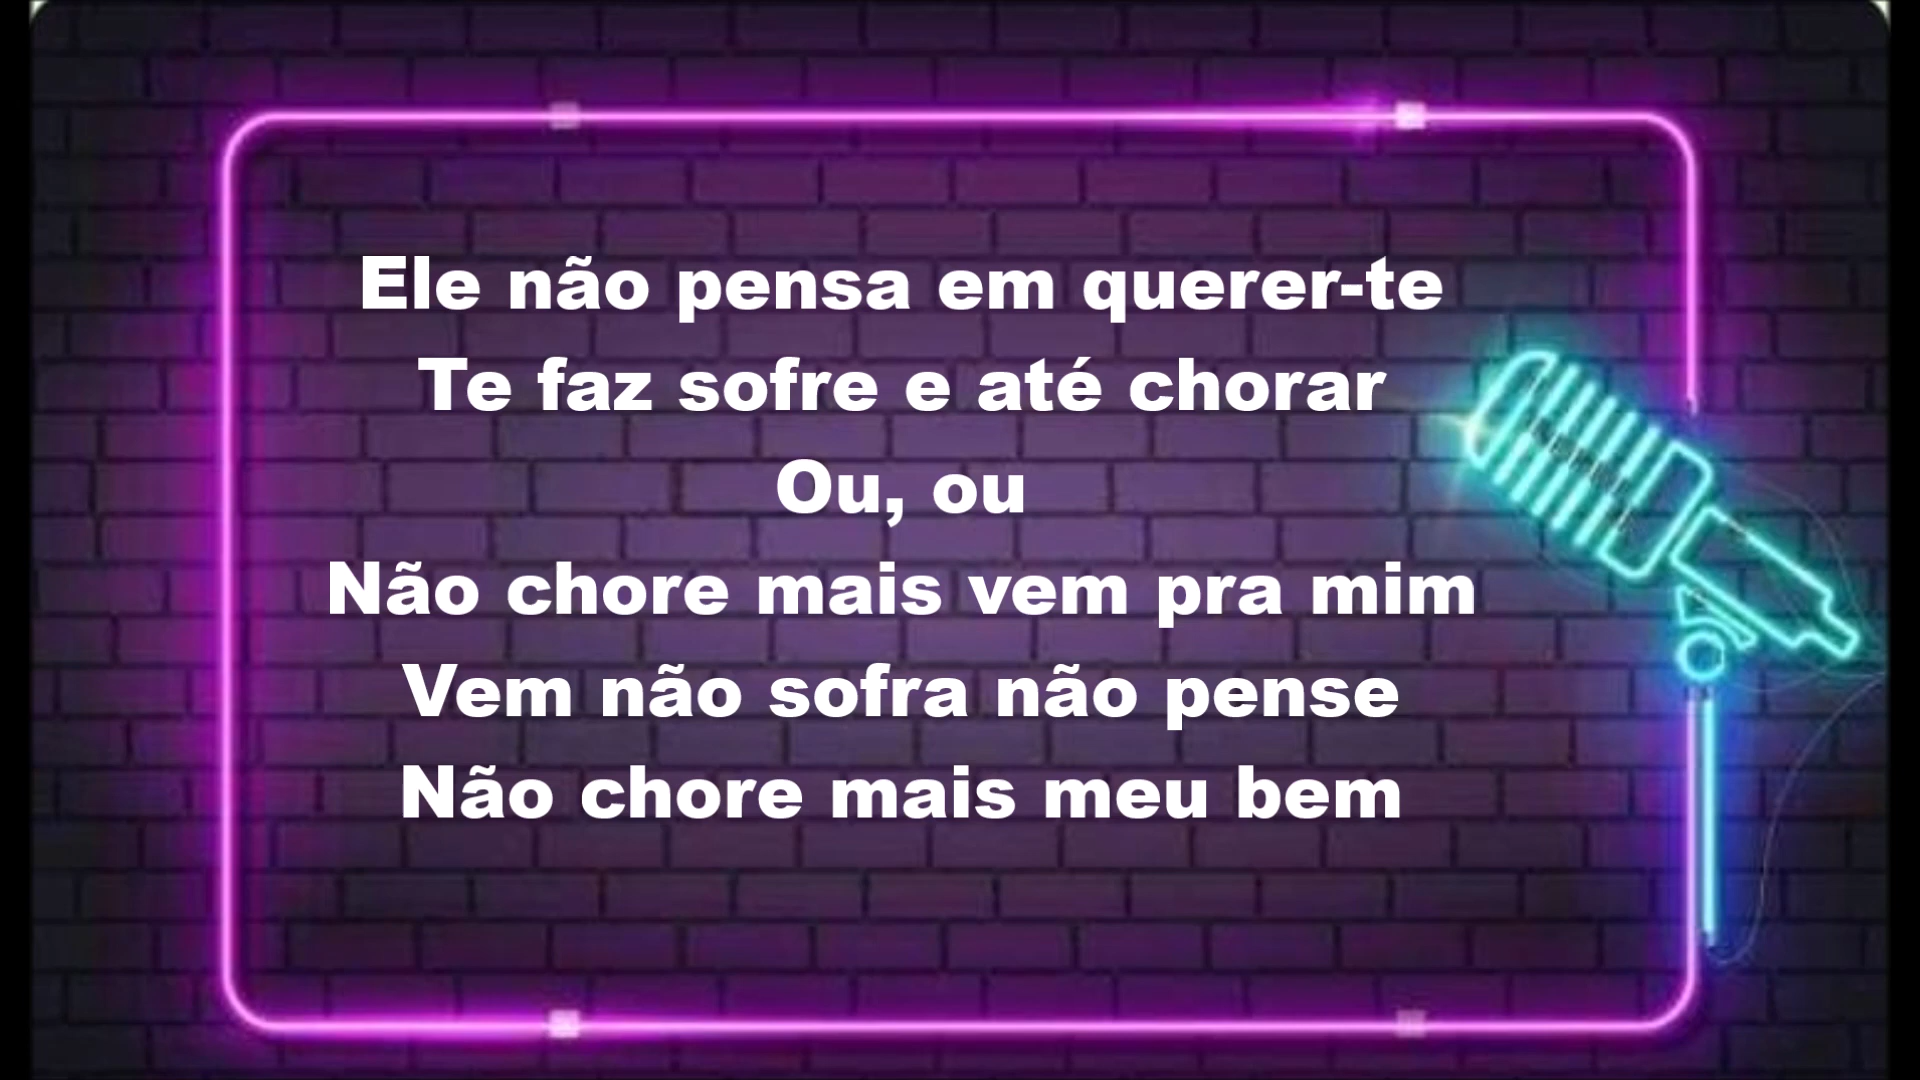 Ele não pensa em querer-te
Te faz sofre e até chorar
Ou, ou
Não chore mais vem pra mim
Vem não sofra não pense
Não chore mais meu bem